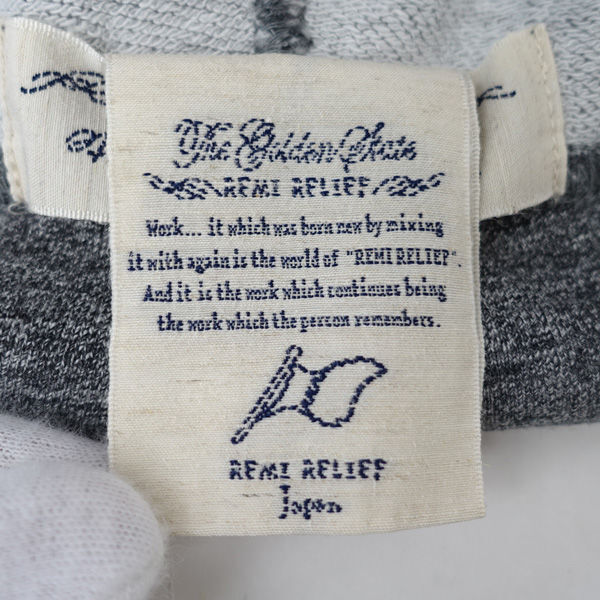 The Golden State
REMI RELIEF
Work... it which was born new by mixing
it with again is the world of "REMI RELIEF".
And it is the work which continues being
the work which the person remembers.
REMI RELIEF
Japan